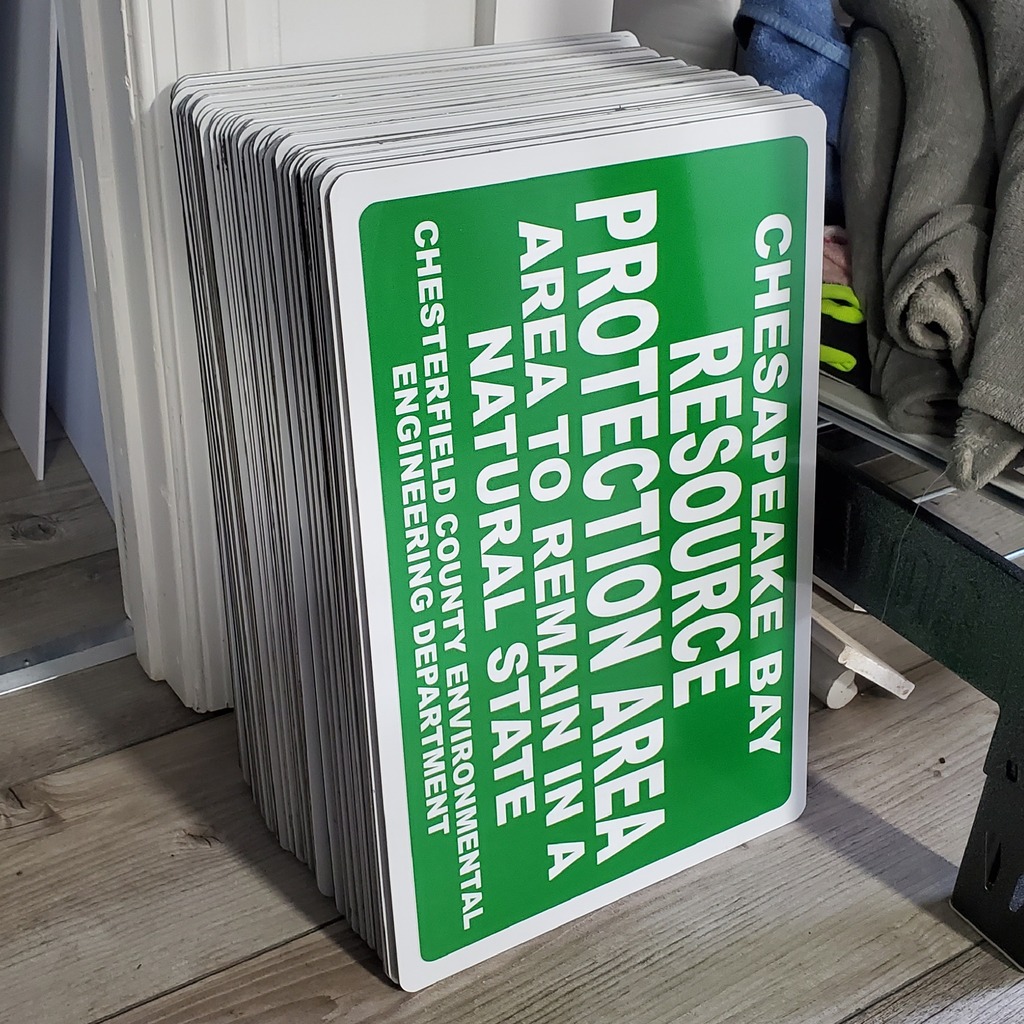 CHESAPEAKE BAY
RESOURCE
PROTECTION AREA
AREA TO REMAIN IN A
NATURAL STATE
CHESTERFIELD COUNTY ENVIRONMENTAL
ENGINEERING DEPARTMENT